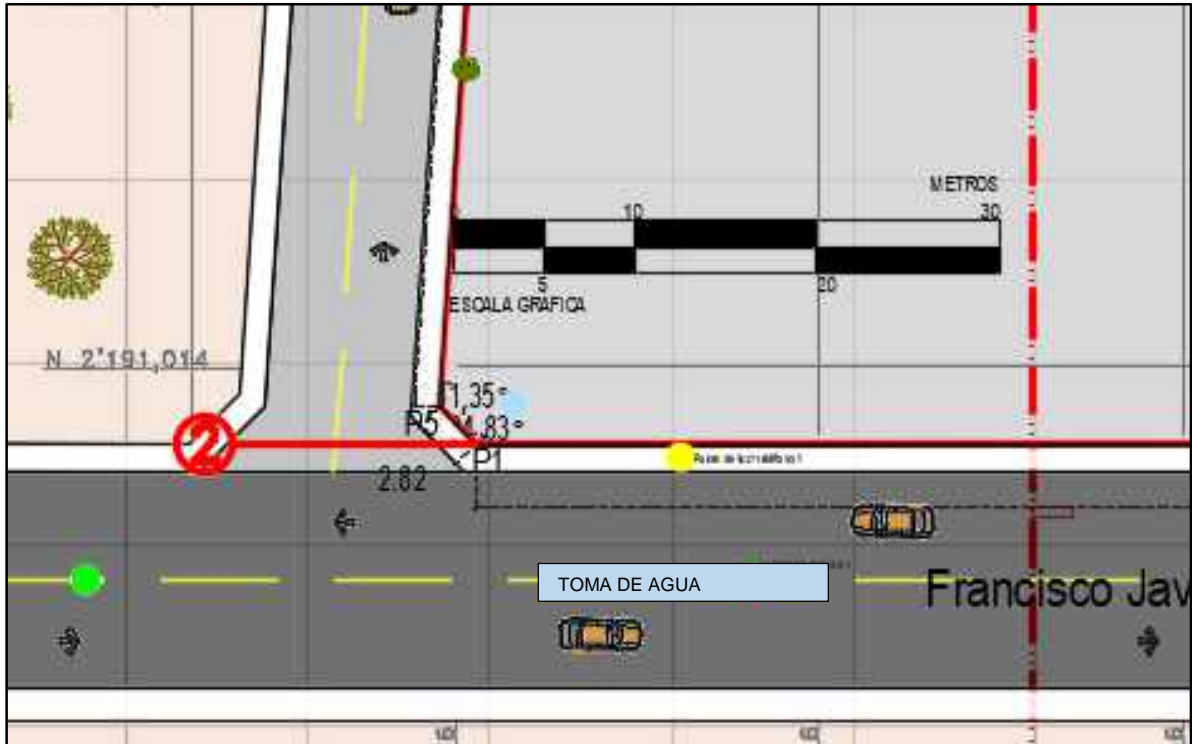 METROS
10
30
5
20
ESCALA GRAFICA
N 2'191,014
1,35
4.83
P5
2
P1
2.82
TOMA DE AGUA
Francisco Jav